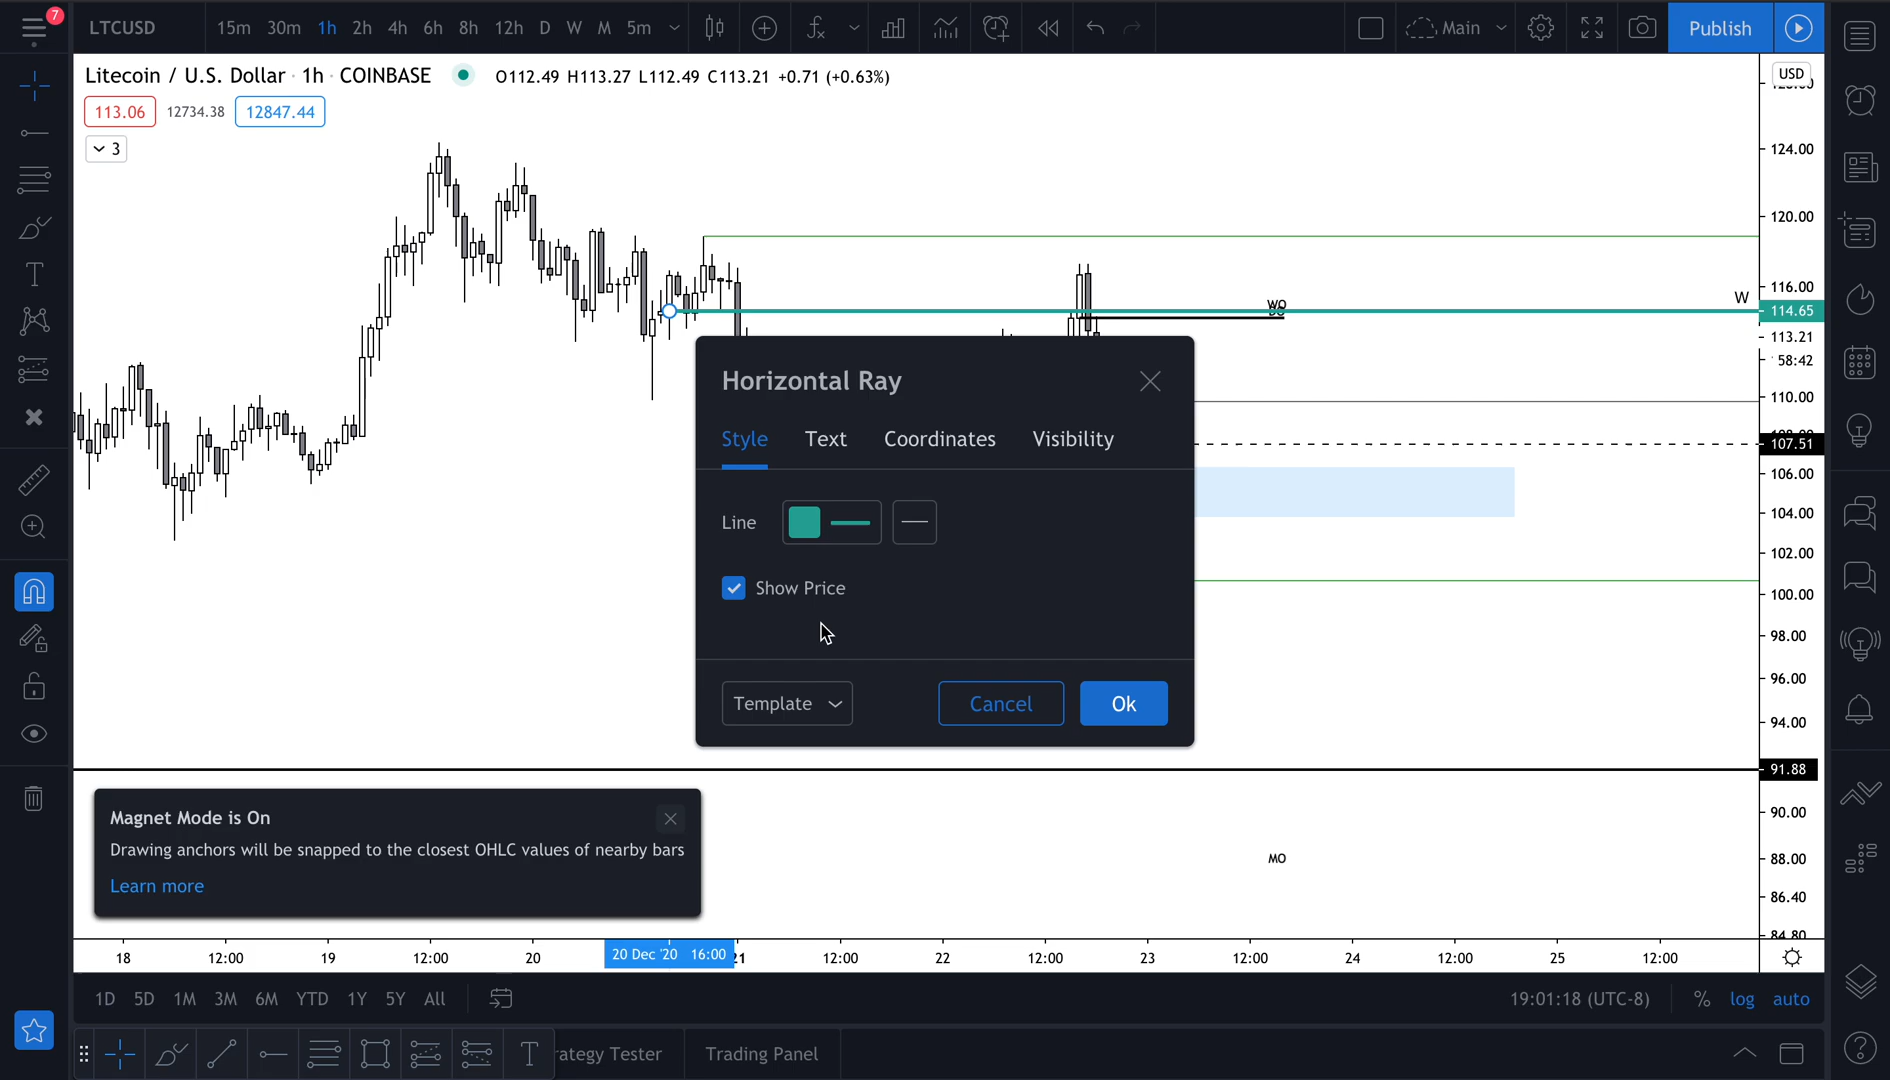 7
LTCUSD 15m 30m 1h 2h 4h 6h 8h 12h D W M 5m Main Publish
Litecoin / U.S. Dollar · 1h · COINBASE O112.49 H113.27 L112.49 C113.21 +0.71 (+0.63%)
USD
113.06 12734.38 12847.44
3
124.00
120.00
116.00
WO
W
114.65
113.21
58:42
110.00
107.51
106.00
104.00
102.00
100.00
98.00
96.00
94.00
91.88
90.00
88.00
86.40
84.80
Horizontal Ray
Style Text Coordinates Visibility
Line
Show Price
Template Cancel Ok
Magnet Mode is On
Drawing anchors will be snapped to the closest OHLC values of nearby bars
Learn more
MO
18 12:00 19 12:00 20 20 Dec '20 16:00 21 12:00 22 12:00 23 12:00 24 12:00 25 12:00
1D 5D 1M 3M 6M YTD 1Y 5Y All 19:01:18 (UTC-8) % log auto
rategy Tester Trading Panel